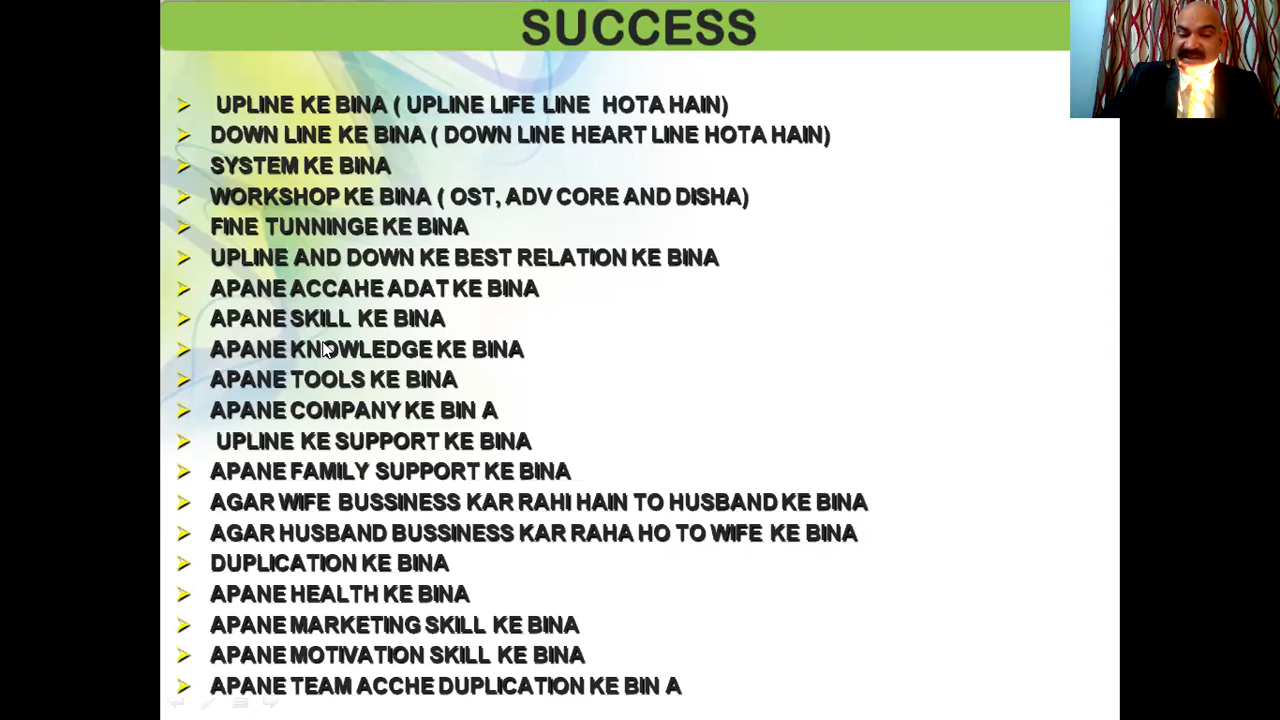 SUCCESS
UPLINE KE BINA ( UPLINE LIFE LINE HOTA HAIN)
DOWN LINE KE BINA ( DOWN LINE HEART LINE HOTA HAIN)
SYSTEM KE BINA
WORKSHOP KE BINA ( OST, ADV CORE AND DISHA)
FINE TUNNINGE KE BINA
UPLINE AND DOWN KE BEST RELATION KE BINA
APANE ACCAHE ADAT KE BINA
APANE SKILL KE BINA
APANE KNOWLEDGE KE BINA
APANE TOOLS KE BINA
APANE COMPANY KE BIN A
UPLINE KE SUPPORT KE BINA
APANE FAMILY SUPPORT KE BINA
AGAR WIFE BUSSINESS KAR RAHI HAIN TO HUSBAND KE BINA
AGAR HUSBAND BUSSINESS KAR RAHA HO TO WIFE KE BINA
DUPLICATION KE BINA
APANE HEALTH KE BINA
APANE MARKETING SKILL KE BINA
APANE MOTIVATION SKILL KE BINA
APANE TEAM ACCHE DUPLICATION KE BIN A